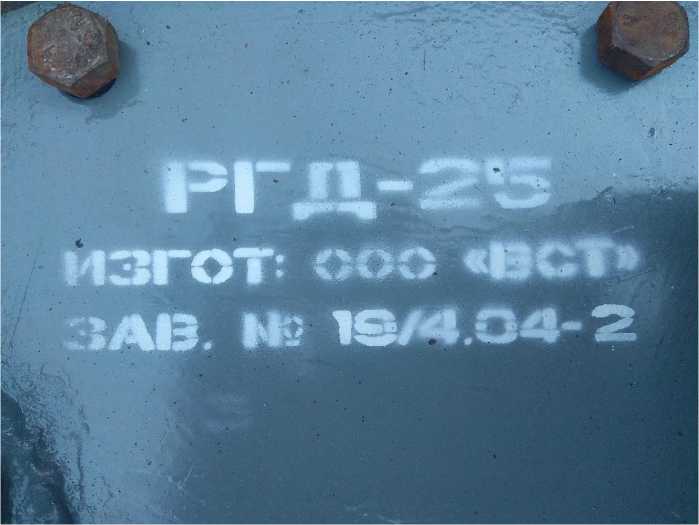 РГД-25
ИЗГОТ: ООО «ВСТ»
ЗАВ. № 19/4.04-2